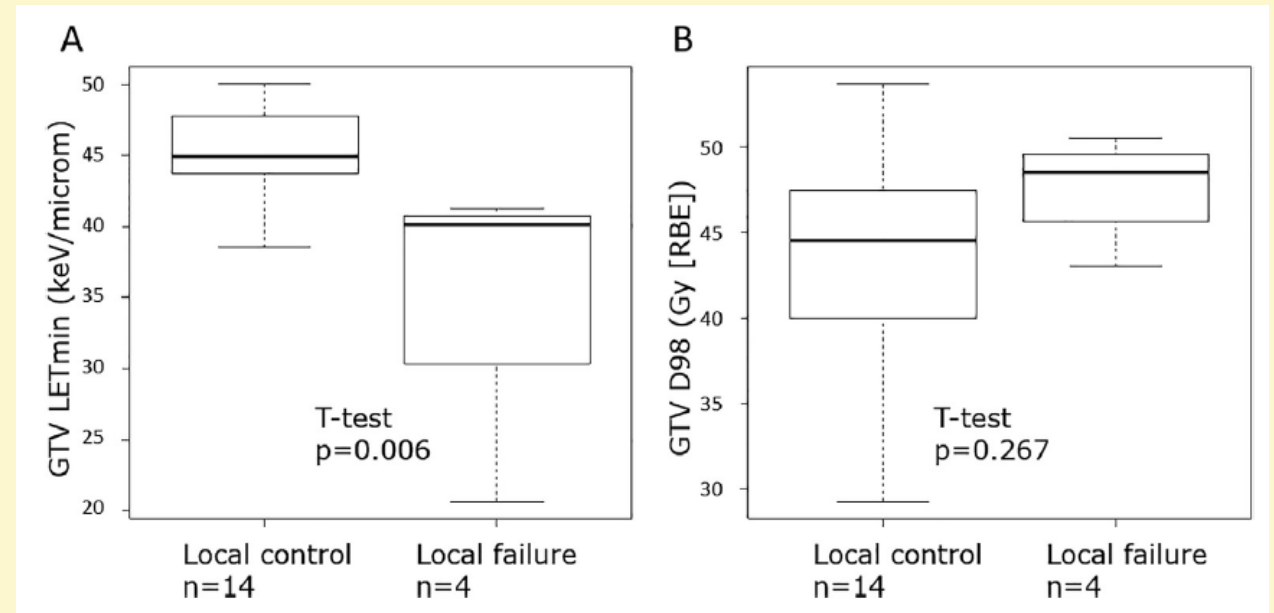 A
GTV LETmin (keV/microm)
50
45
40
35
30
25
20
T-test
p=0.006
Local control
n=14
Local failure
n=4
B
GTV D98 (Gy [RBE])
50
45
40
35
30
T-test
p=0.267
Local control
n=14
Local failure
n=4